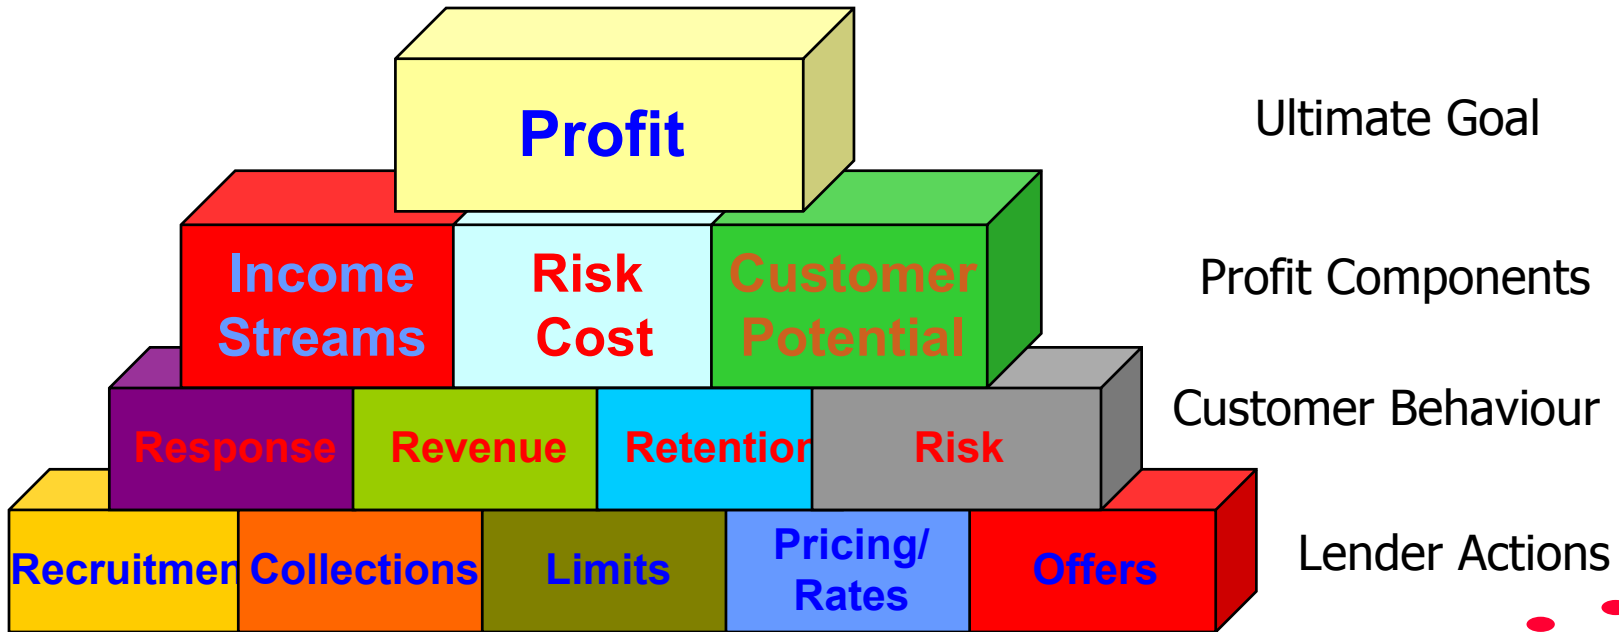 Profit
Ultimate Goal
Income
Streams
Risk
Cost
Customer
Potential
Profit Components
Response
Revenue
Retention
Risk
Customer Behaviour
Recruitmen
Collections
Limits
Pricing/
Rates
Offers
Lender Actions